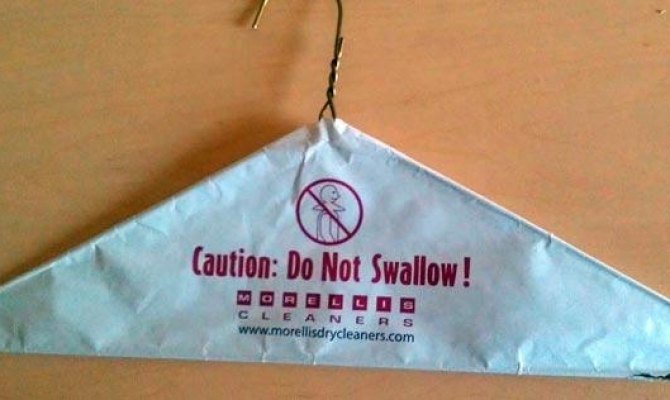 Caution: Do Not Swallow!
MORELLIS
CLEANERS
www.morellisdrycleaners.com